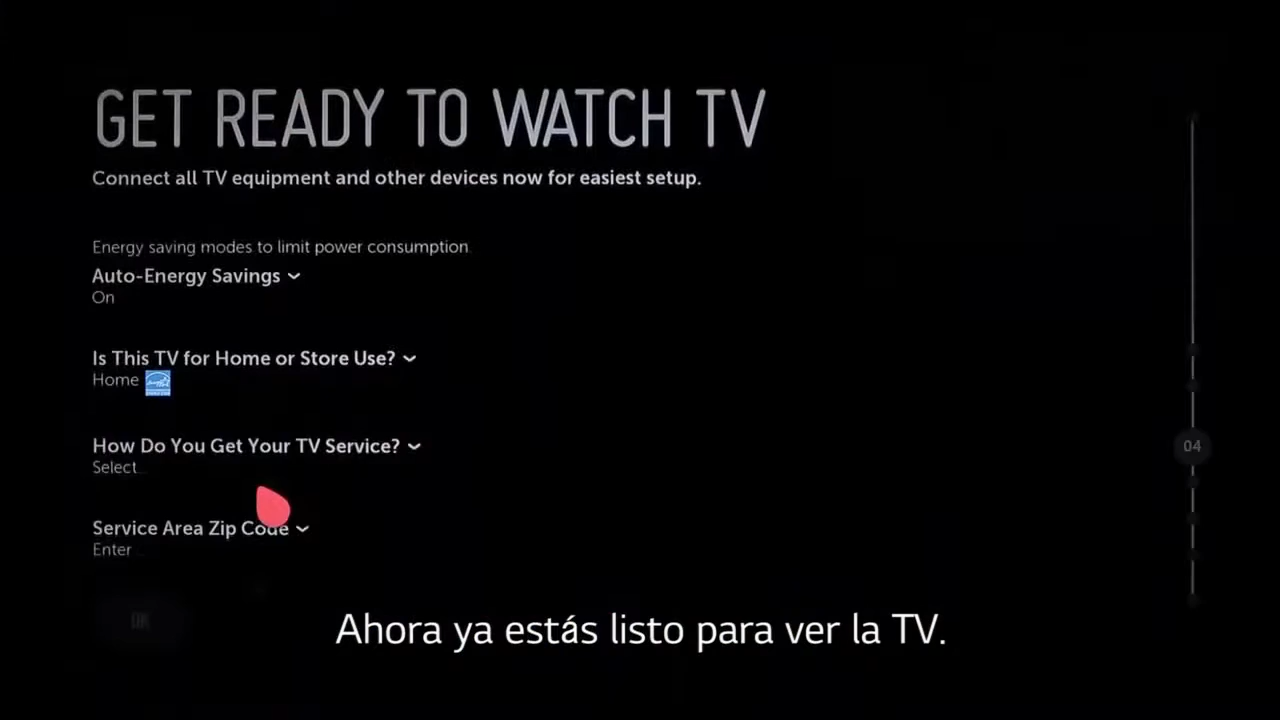 GET READY TO WATCH TV
Connect all TV equipment and other devices now for easiest setup.
Energy saving modes to limit power consumption.
Auto-Energy Savings
On
Is This TV for Home or Store Use?
Home
How Do You Get Your TV Service?
Select...
Service Area Zip Code
Enter...
04
OK
Ahora ya estás listo para ver la TV.